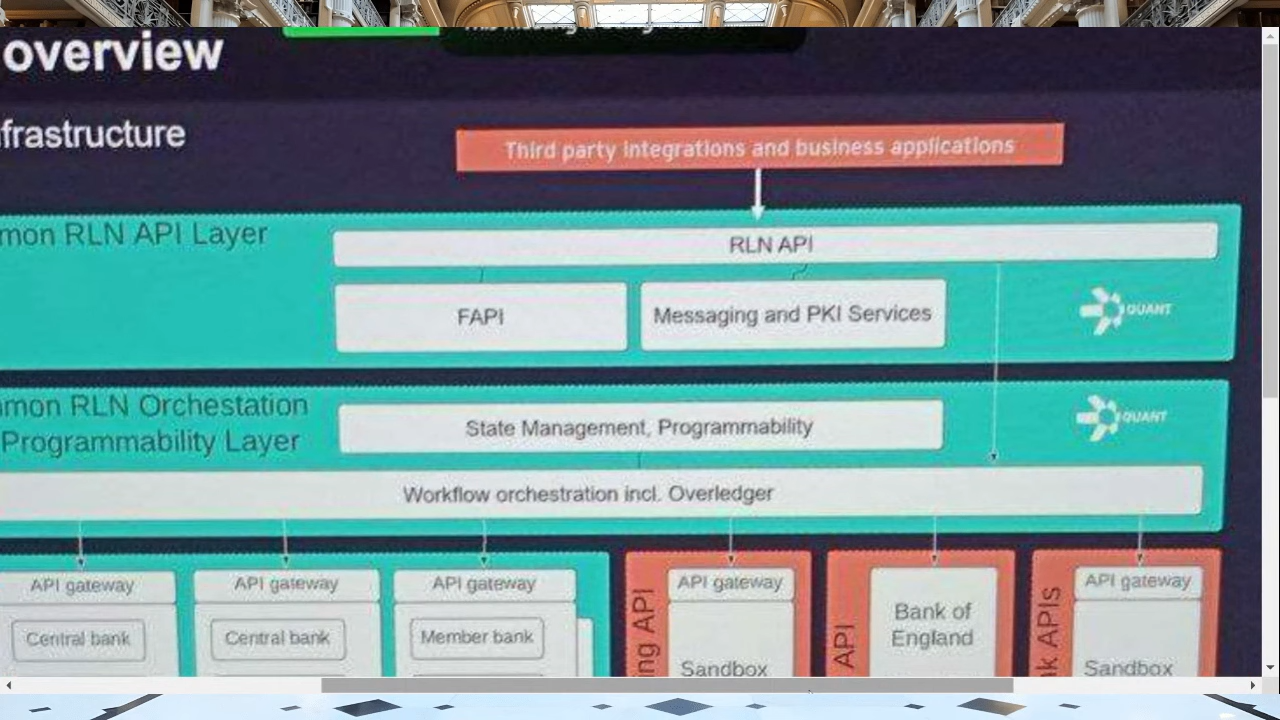 overview
frastructure
Third party integrations and business applications
mon RLN API Layer
RLN API
FAPI
Messaging and PKI Services
QUANT
mon RLN Orchestation
Programmability Layer
State Management, Programmability
QUANT
Workflow orchestration incl. Overledger
API gateway
API gateway
API gateway
API gateway
API gateway
Central bank
Central bank
Member bank
ng API
Sandbox
API
Bank of
England
k APIs
Sandbox